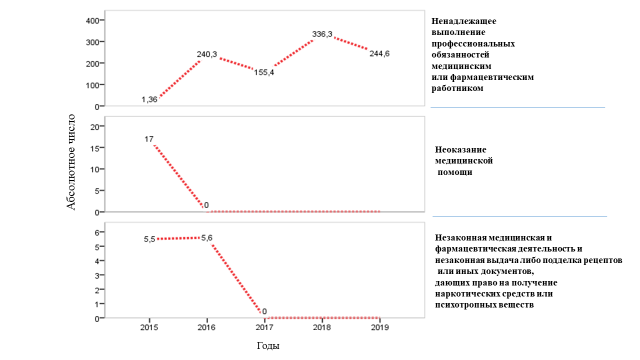 400
300
200
100
0
1,36
240,3
155,4
336,3
244,6
Ненадлежащее
выполнение
профессиональных
обязанностей
медицинским
или фармацевтическим
работником
Абсолютное число
20
15
10
5
0
17
0
Неоказание
медицинской
помощи
6
5
4
3
2
1
0
5,5
5,6
0
Незаконная медицинская и
фармацевтическая деятельность и
незаконная выдача либо подделка рецептов
или иных документов,
дающих право на получение
наркотических средств или
психотропных веществ
2015 2016 2017 2018 2019
Годы